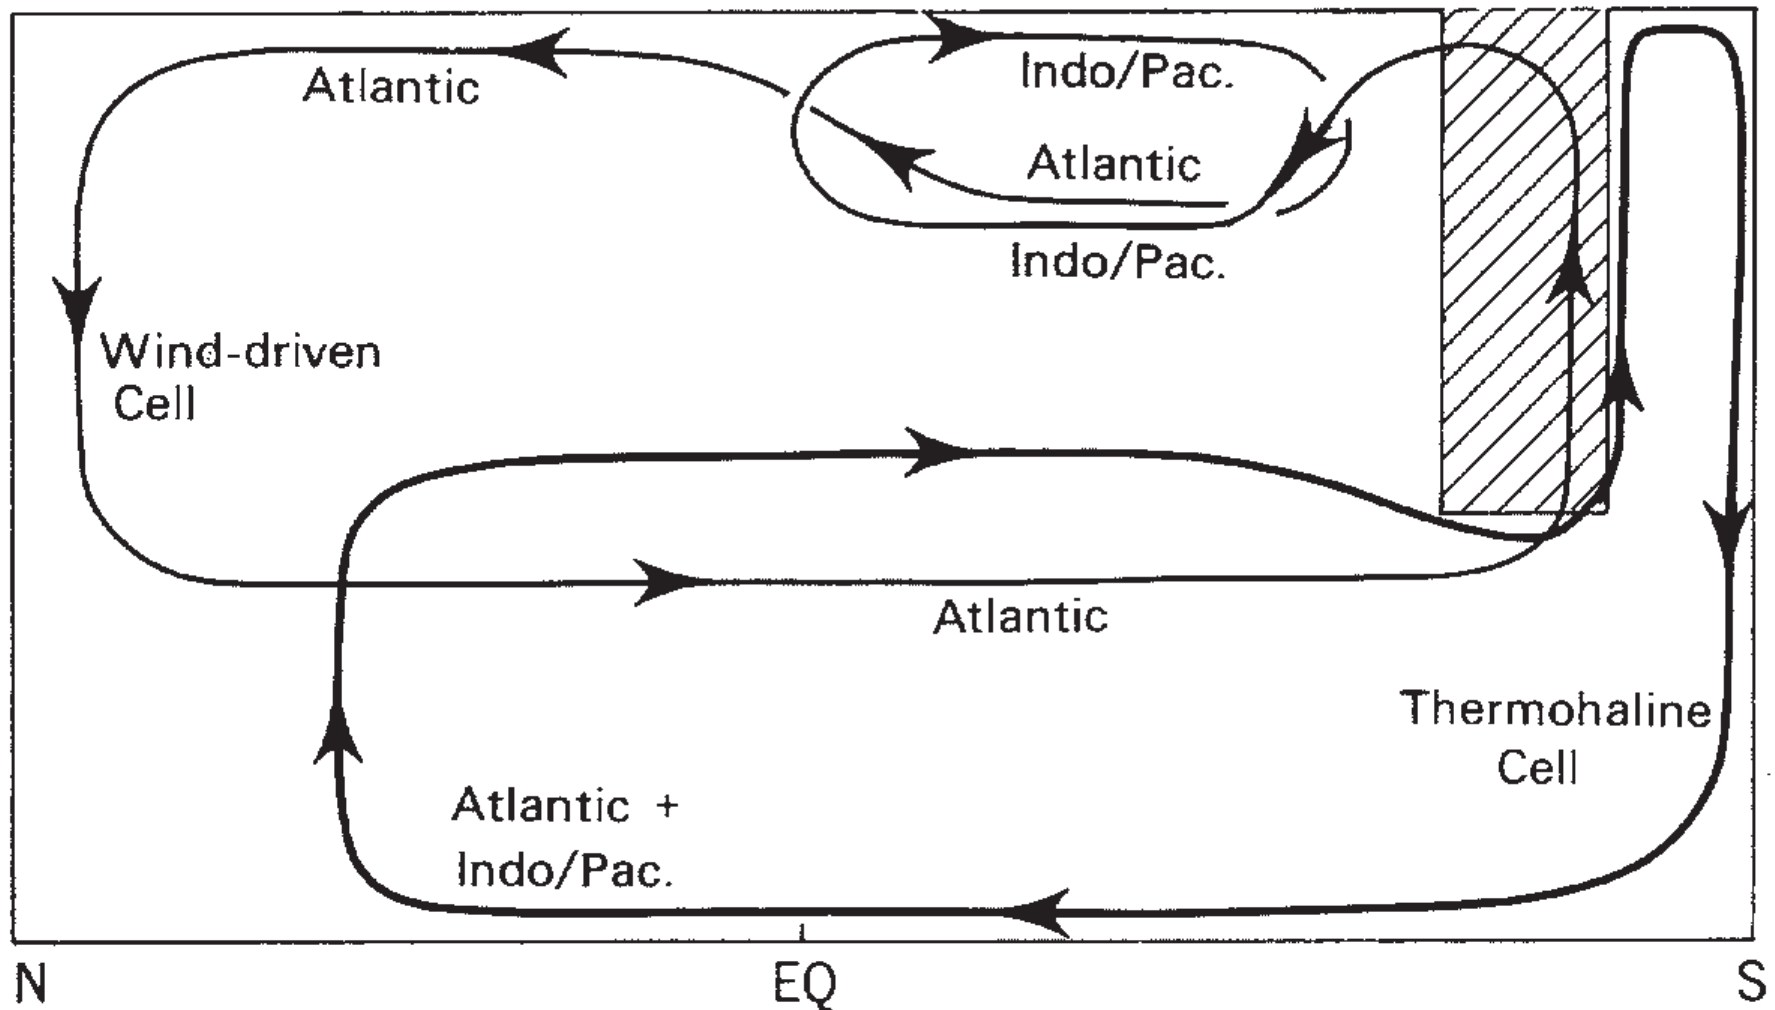 Atlantic
Indo/Pac.
Atlantic
Indo/Pac.
Wind-driven
Cell
Atlantic
Thermohaline
Cell
Atlantic +
Indo/Pac.
N
EQ
S